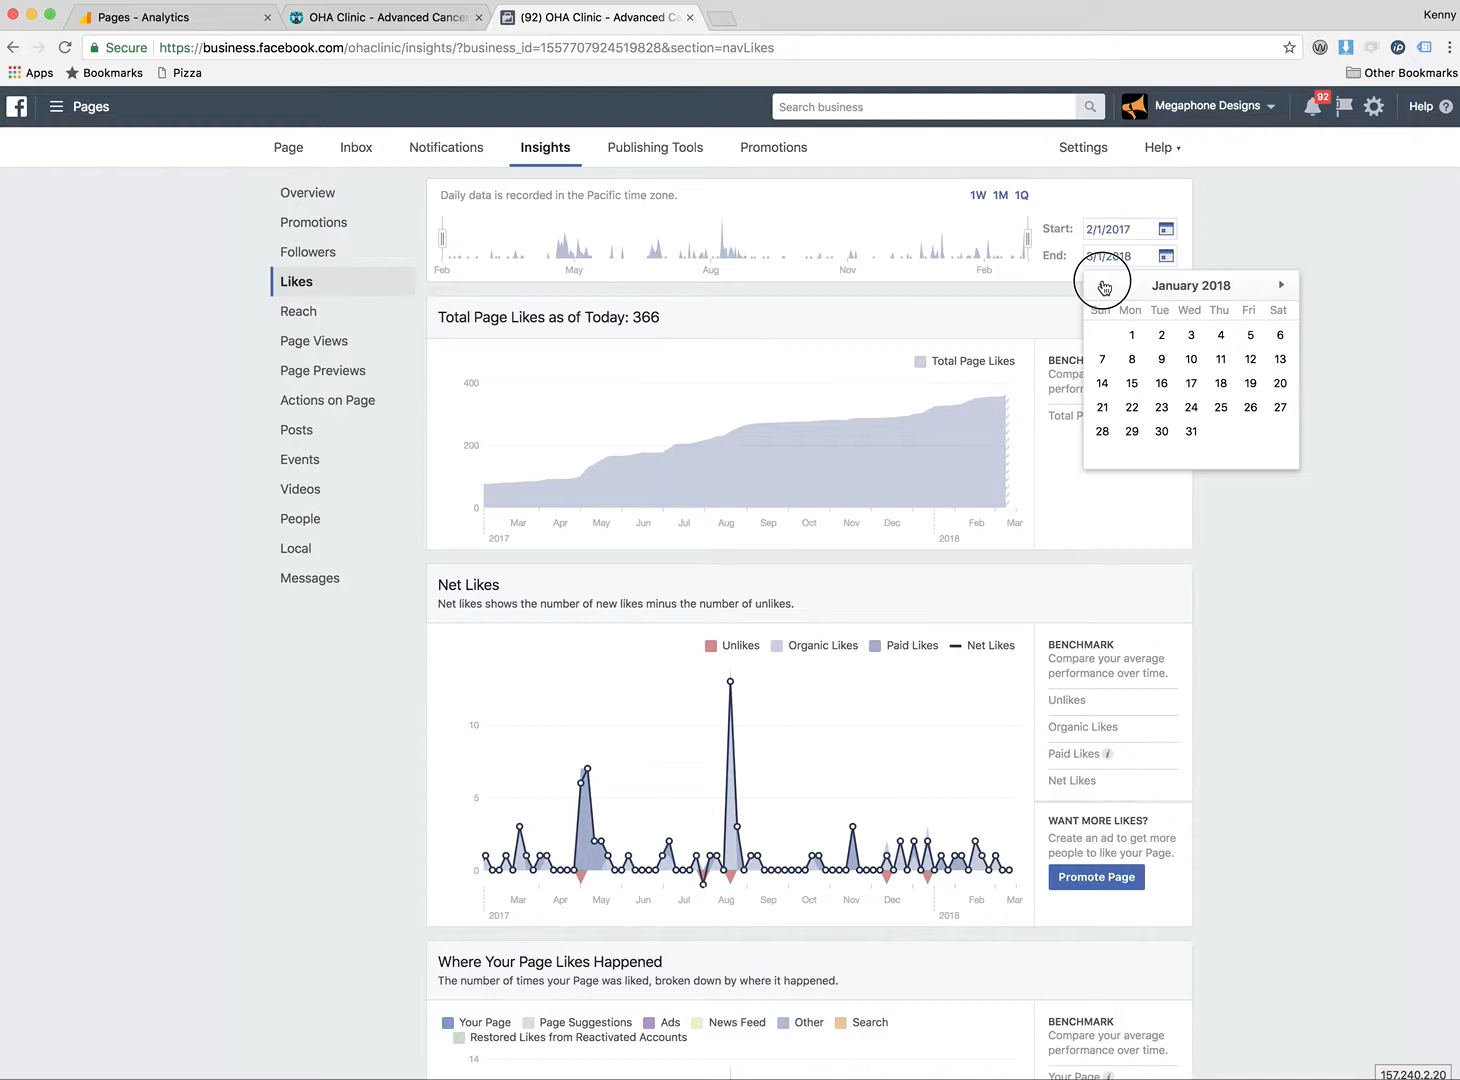 Pages - Analytics
OHA Clinic - Advanced Cance
(92) OHA Clinic - Advanced Ca
Kenny
Secure
https://business.facebook.com/ohaclinic/insights/?business_id=1557707924519828&section=navLikes
Apps
Bookmarks
Pizza
Other Bookmarks
Pages
Search business
Megaphone Designs
92
Help
Page
Inbox
Notifications
Insights
Publishing Tools
Promotions
Settings
Help
Overview
Promotions
Followers
Likes
Reach
Page Views
Page Previews
Actions on Page
Posts
Events
Videos
People
Local
Messages
Daily data is recorded in the Pacific time zone.
1W 1M 1Q
Start: 2/1/2017
End: 3/1/2018
Feb May Aug Nov Feb
January 2018
Sun Mon Tue Wed Thu Fri Sat
1 2 3 4 5 6
7 8 9 10 11 12 13
14 15 16 17 18 19 20
21 22 23 24 25 26 27
28 29 30 31
Total Page Likes as of Today: 366
Total Page Likes
400
200
0
Mar Apr May Jun Jul Aug Sep Oct Nov Dec Feb Mar
2017 2018
BENC
Compa
perfor
Total P
Net Likes
Net likes shows the number of new likes minus the number of unlikes.
Unlikes Organic Likes Paid Likes Net Likes
10
5
0
Mar Apr May Jun Jul Aug Sep Oct Nov Dec Feb Mar
2017 2018
BENCHMARK
Compare your average
performance over time.
Unlikes
Organic Likes
Paid Likes i
Net Likes
WANT MORE LIKES?
Create an ad to get more
people to like your Page.
Promote Page
Where Your Page Likes Happened
The number of times your Page was liked, broken down by where it happened.
Your Page Page Suggestions Ads News Feed Other Search
Restored Likes from Reactivated Accounts
14
BENCHMARK
Compare your average
performance over time.
Your Page i
157.240.2.20